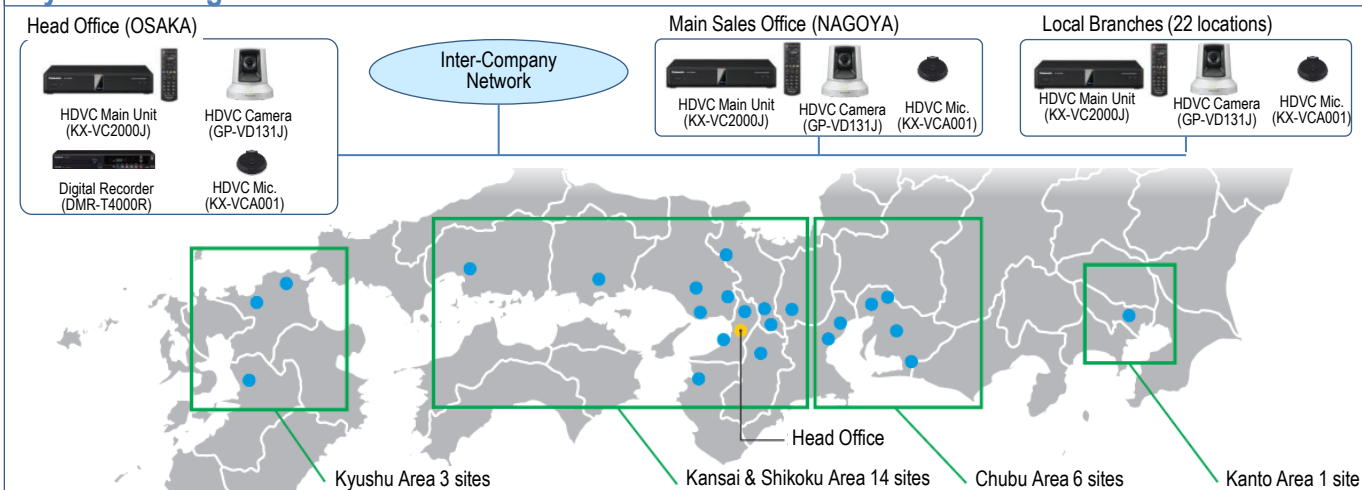 Head Office (OSAKA)
HDVC Main Unit
(KX-VC2000J)
HDVC Camera
(GP-VD131J)
Digital Recorder
(DMR-T4000R)
HDVC Mic.
(KX-VCA001)
Inter-Company
Network
Main Sales Office (NAGOYA)
HDVC Main Unit
(KX-VC2000J)
HDVC Camera
(GP-VD131J)
HDVC Mic.
(KX-VCA001)
Local Branches (22 locations)
HDVC Main Unit
(KX-VC2000J)
HDVC Camera
(GP-VD131J)
HDVC Mic.
(KX-VCA001)
Head Office
Kyushu Area 3 sites
Kansai & Shikoku Area 14 sites
Chubu Area 6 sites
Kanto Area 1 site